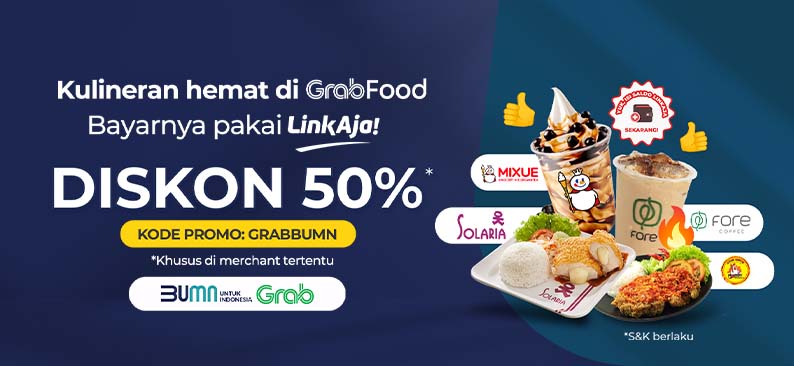 Kulineran hemat di GrabFood
Bayarnya pakai LinkAja!
DISKON 50%*
KODE PROMO: GRABBUMN
*Khusus di merchant tertentu
BUMN UNTUK INDONESIA Grab
SEKARANG!
MIXUE
SOLARIA
fore COFFEE
FORE
SOLARIA
*S&K berlaku